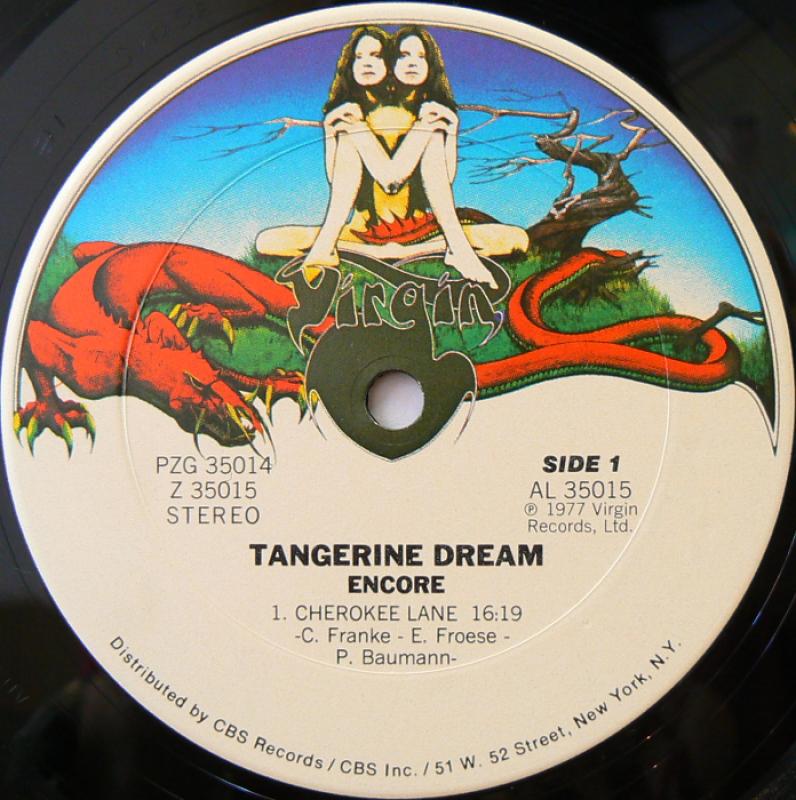 Virgin
PZG 35014
Z 35015
STEREO
SIDE 1
AL 35015
℗ 1977 Virgin
Records, Ltd.
TANGERINE DREAM
ENCORE
1. CHEROKEE LANE 16:19
-C. Franke - E. Froese -
P. Baumann-
Distributed by CBS Records / CBS Inc. / 51 W. 52 Street, New York, N.Y.